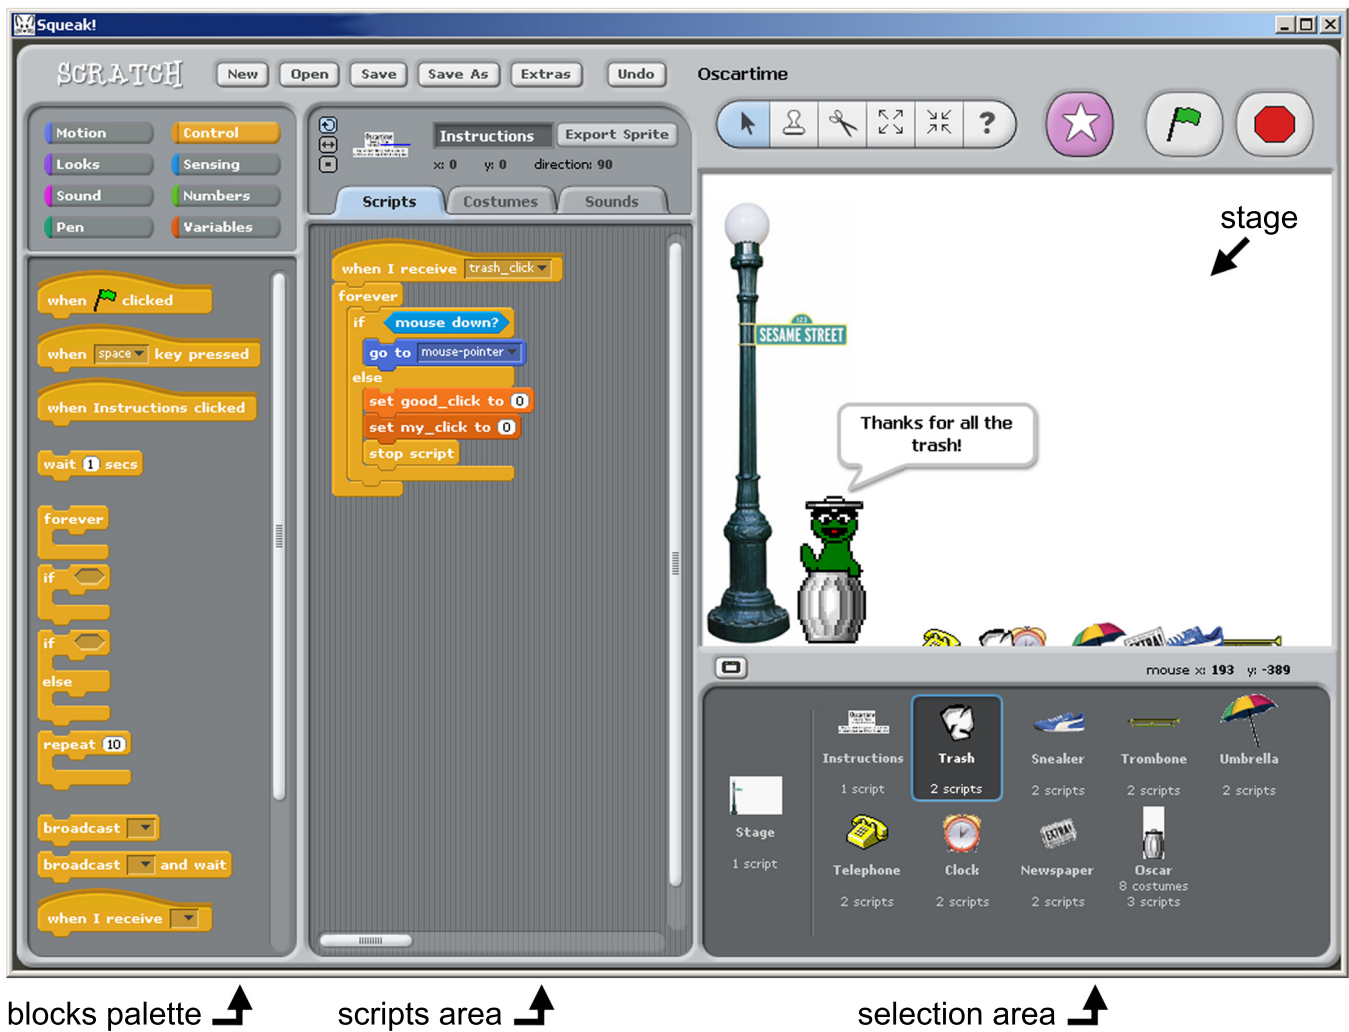 Squeak!
SCRATCH
New
Open
Save
Save As
Extras
Undo
Oscartime
Motion
Control
Looks
Sensing
Sound
Numbers
Pen
Variables
when clicked
when space key pressed
when Instructions clicked
wait 1 secs
forever
if
if
else
repeat 10
broadcast
broadcast and wait
when I receive
Oscartime
Instructions
Export Sprite
x: 0 y: 0 direction: 90
Scripts
Costumes
Sounds
when I receive trash_click
forever
if mouse down?
go to mouse-pointer
else
set good_click to 0
set my_click to 0
stop script
?
stage
123
SESAME STREET
Thanks for all the
trash!
EXTRA!
mouse x: 193 y: -389
Stage
1 script
Oscartime
Instructions
1 script
Trash
2 scripts
Sneaker
2 scripts
Trombone
2 scripts
Umbrella
2 scripts
Telephone
2 scripts
Clock
2 scripts
EXTRA!
Newspaper
2 scripts
Oscar
8 costumes
3 scripts
blocks palette
scripts area
selection area